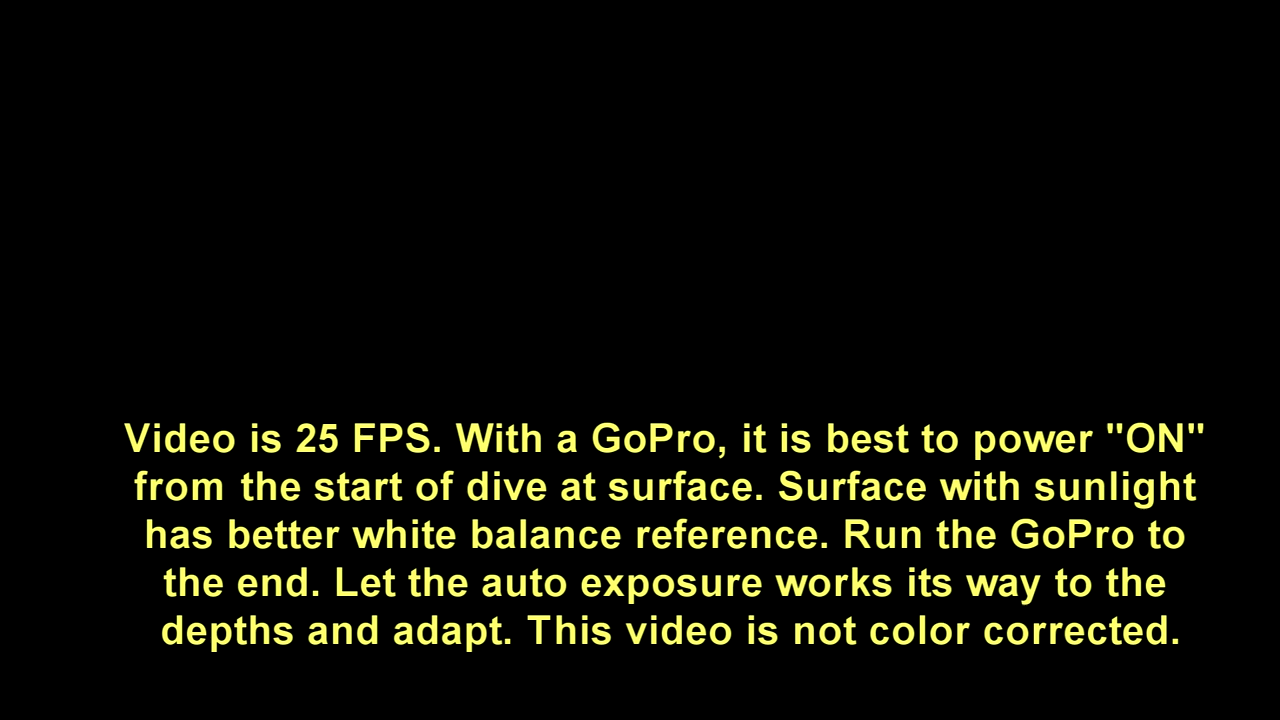 Video is 25 FPS. With a GoPro, it is best to power "ON"
from the start of dive at surface. Surface with sunlight
has better white balance reference. Run the GoPro to
the end. Let the auto exposure works its way to the
depths and adapt. This video is not color corrected.